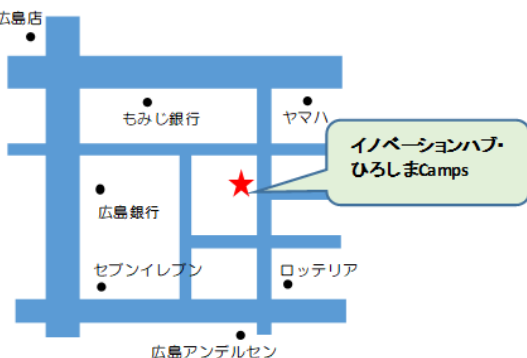 広島店
もみじ銀行
ヤマハ
イノベーションハブ・
ひろしまCamps
広島銀行
セブンイレブン
ロッテリア
広島アンデルセン